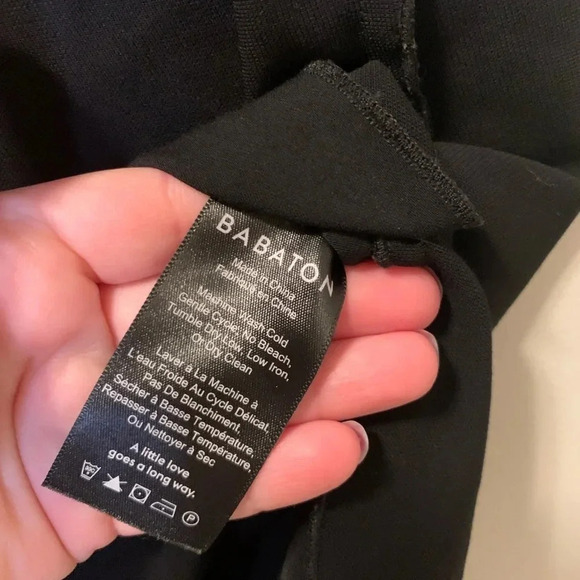 BABATON
Made in China
Fabriqué en Chine
Machine Wash Cold
Gentle Cycle, No Bleach,
Tumble Dry Low, Low Iron,
Or Dry Clean
Laver à La Machine à
L'eau Froide Au Cycle Délicat,
Pas De Blanchiment,
Sécher à Basse Température,
Repasser à Basse Température,
Ou Nettoyer à Sec
A little love
goes a long way.
P